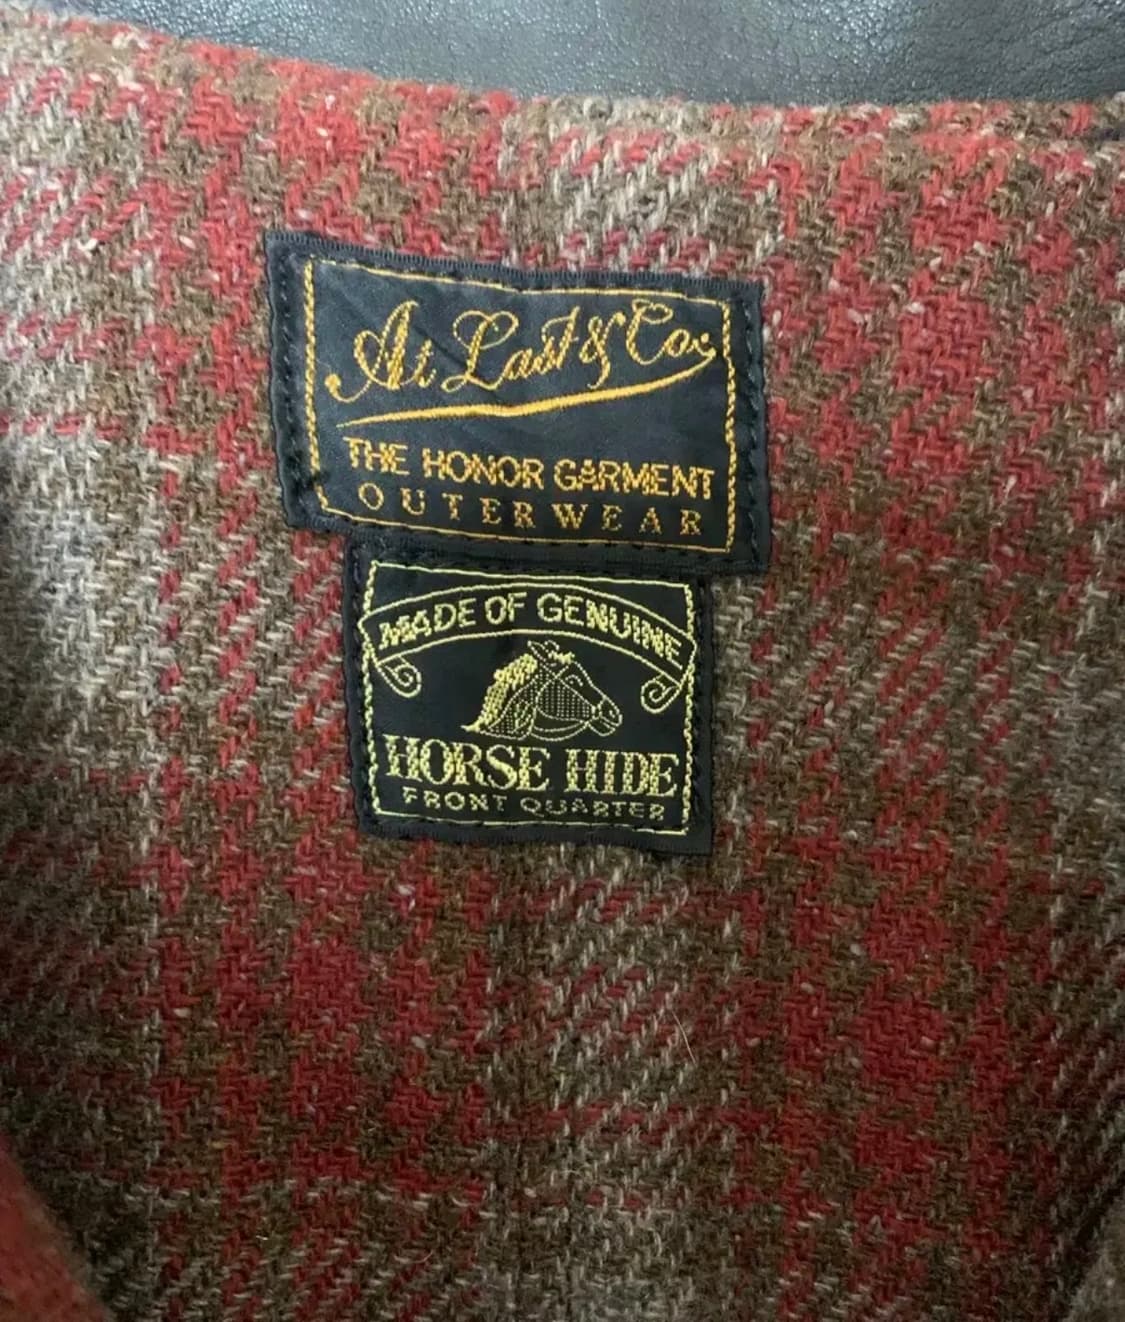 At Last & Co.
THE HONOR GARMENT
OUTERWEAR
MADE OF GENUINE
HORSE HIDE
FRONT QUARTER